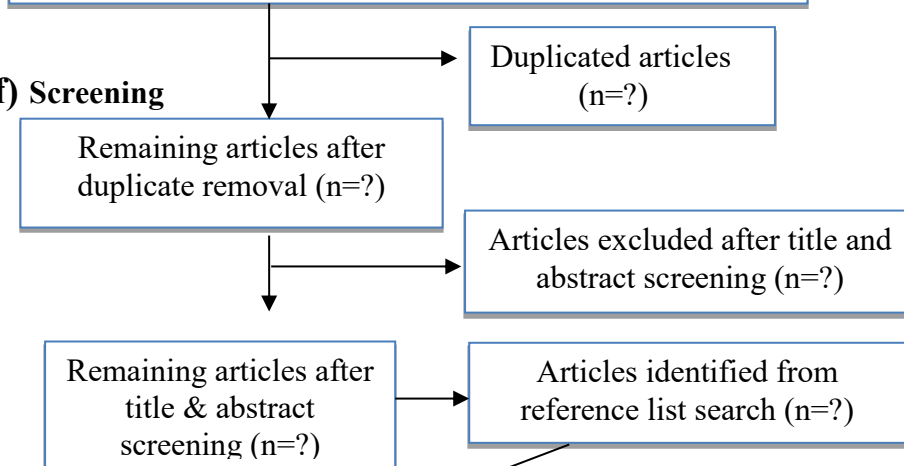 Duplicated articles
(n=?)
f) Screening
Remaining articles after
duplicate removal (n=?)
Articles excluded after title and
abstract screening (n=?)
Remaining articles after
title & abstract
screening (n=?)
Articles identified from
reference list search (n=?)